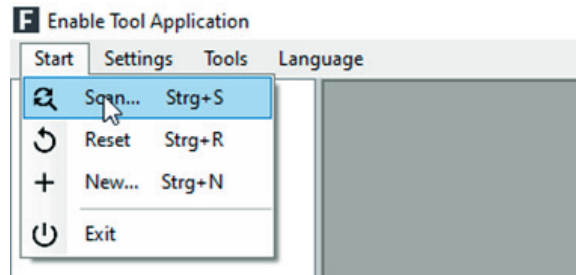 F Enable Tool Application
Start Settings Tools Language
Scan... Strg+S
Reset Strg+R
New... Strg+N
Exit